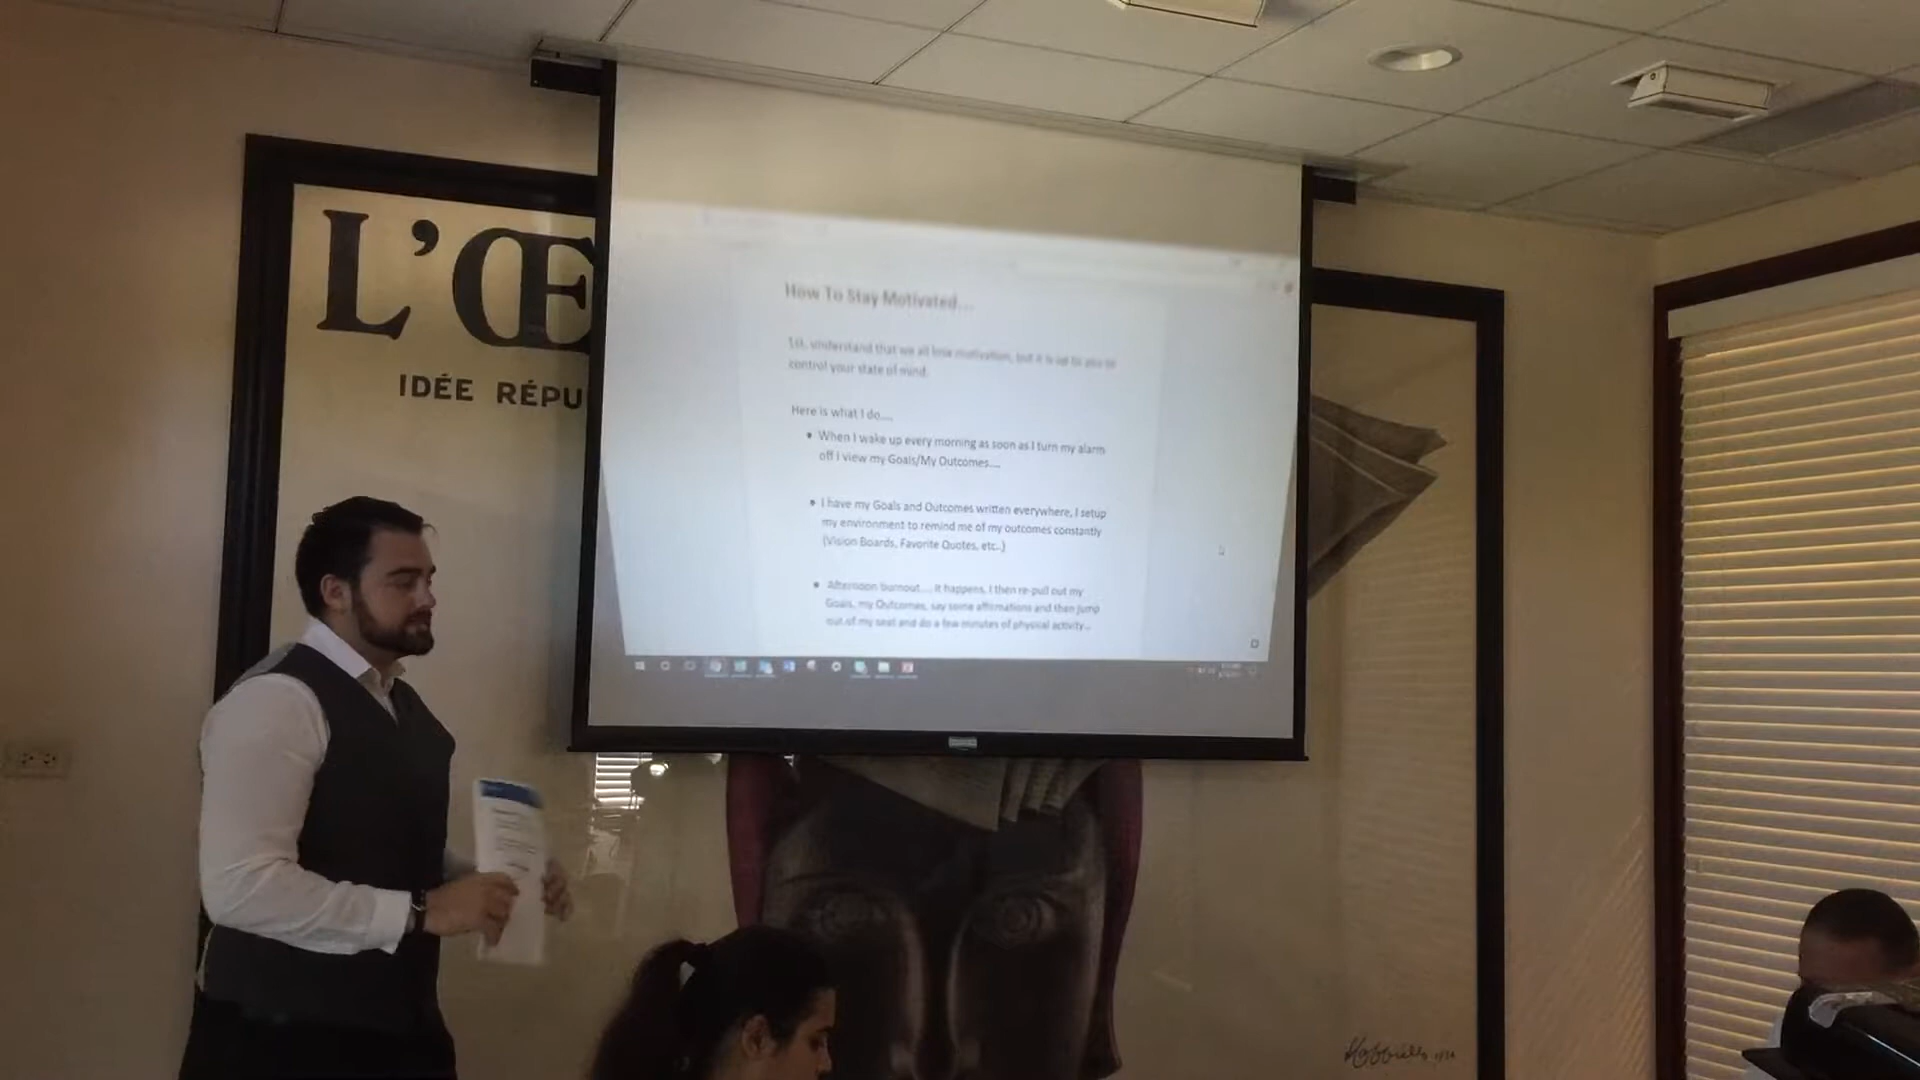 L'Œ
IDÉE RÉPU
How To Stay Motivated...
1st, understand that we all lose motivation, but it is up to you to
control your state of mind.
Here is what I do....
• When I wake up every morning as soon as I turn my alarm
off I view my Goals/My Outcomes....
• I have my Goals and Outcomes written everywhere, I setup
my environment to remind me of my outcomes constantly
(Vision Boards, Favorite Quotes, etc..)
• Afternoon burnout.... It happens, I then re-pull out my
Goals, my Outcomes, say some affirmations and then jump
out of my seat and do a few minutes of physical activity...